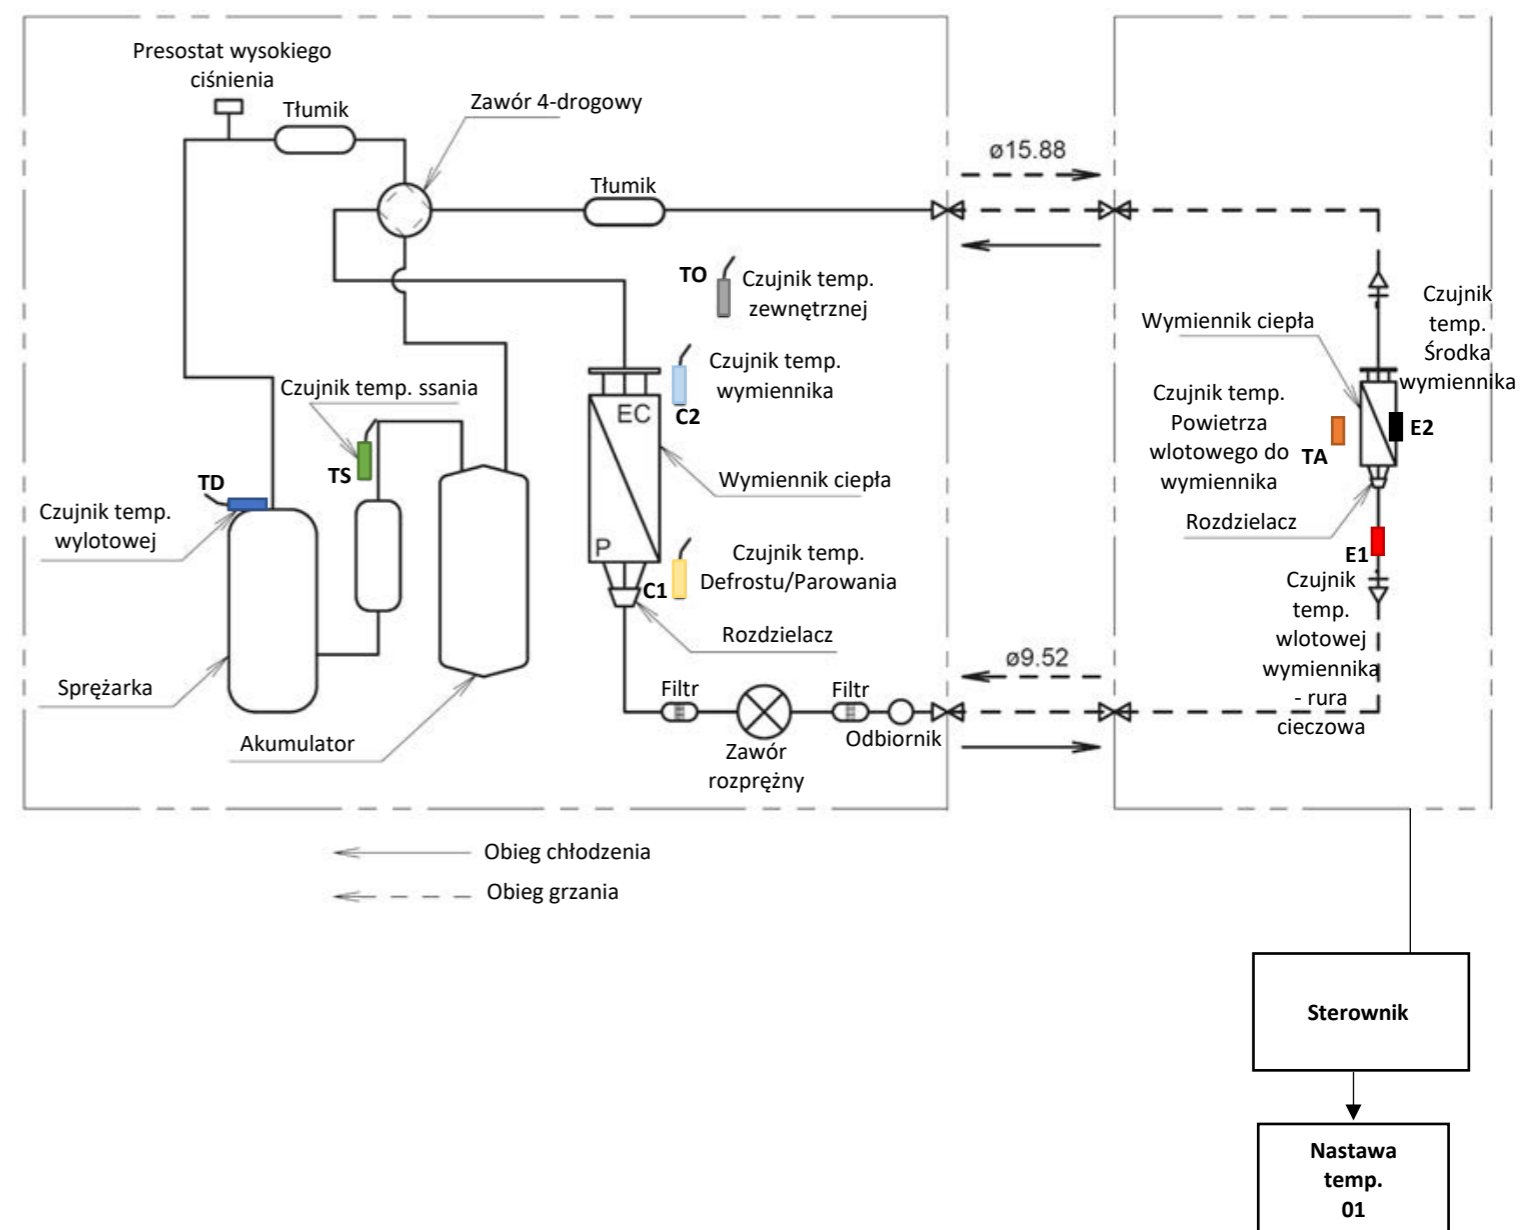 Presostat wysokiego
ciśnienia
Tłumik
Zawór 4-drogowy
ø15.88
Tłumik
TO
Czujnik temp.
zewnętrznej
Czujnik
temp.
Środka
wymiennika
Wymiennik ciepła
Czujnik temp.
wymiennika
C2
EC
Czujnik temp. ssania
TS
Czujnik temp.
Powietrza
wlotowego do
wymiennika
TA
E2
TD
Czujnik temp.
wylotowej
Wymiennik ciepła
Rozdzielacz
P
C1
Czujnik temp.
Defrostu/Parowania
E1
Czujnik
temp.
wlotowej
wymiennika
- rura
cieczowa
Rozdzielacz
ø9.52
Sprężarka
Akumulator
Filtr
Zawór
rozprężny
Filtr
Odbiornik
Obieg chłodzenia
Obieg grzania
Sterownik
Nastawa
temp.
01